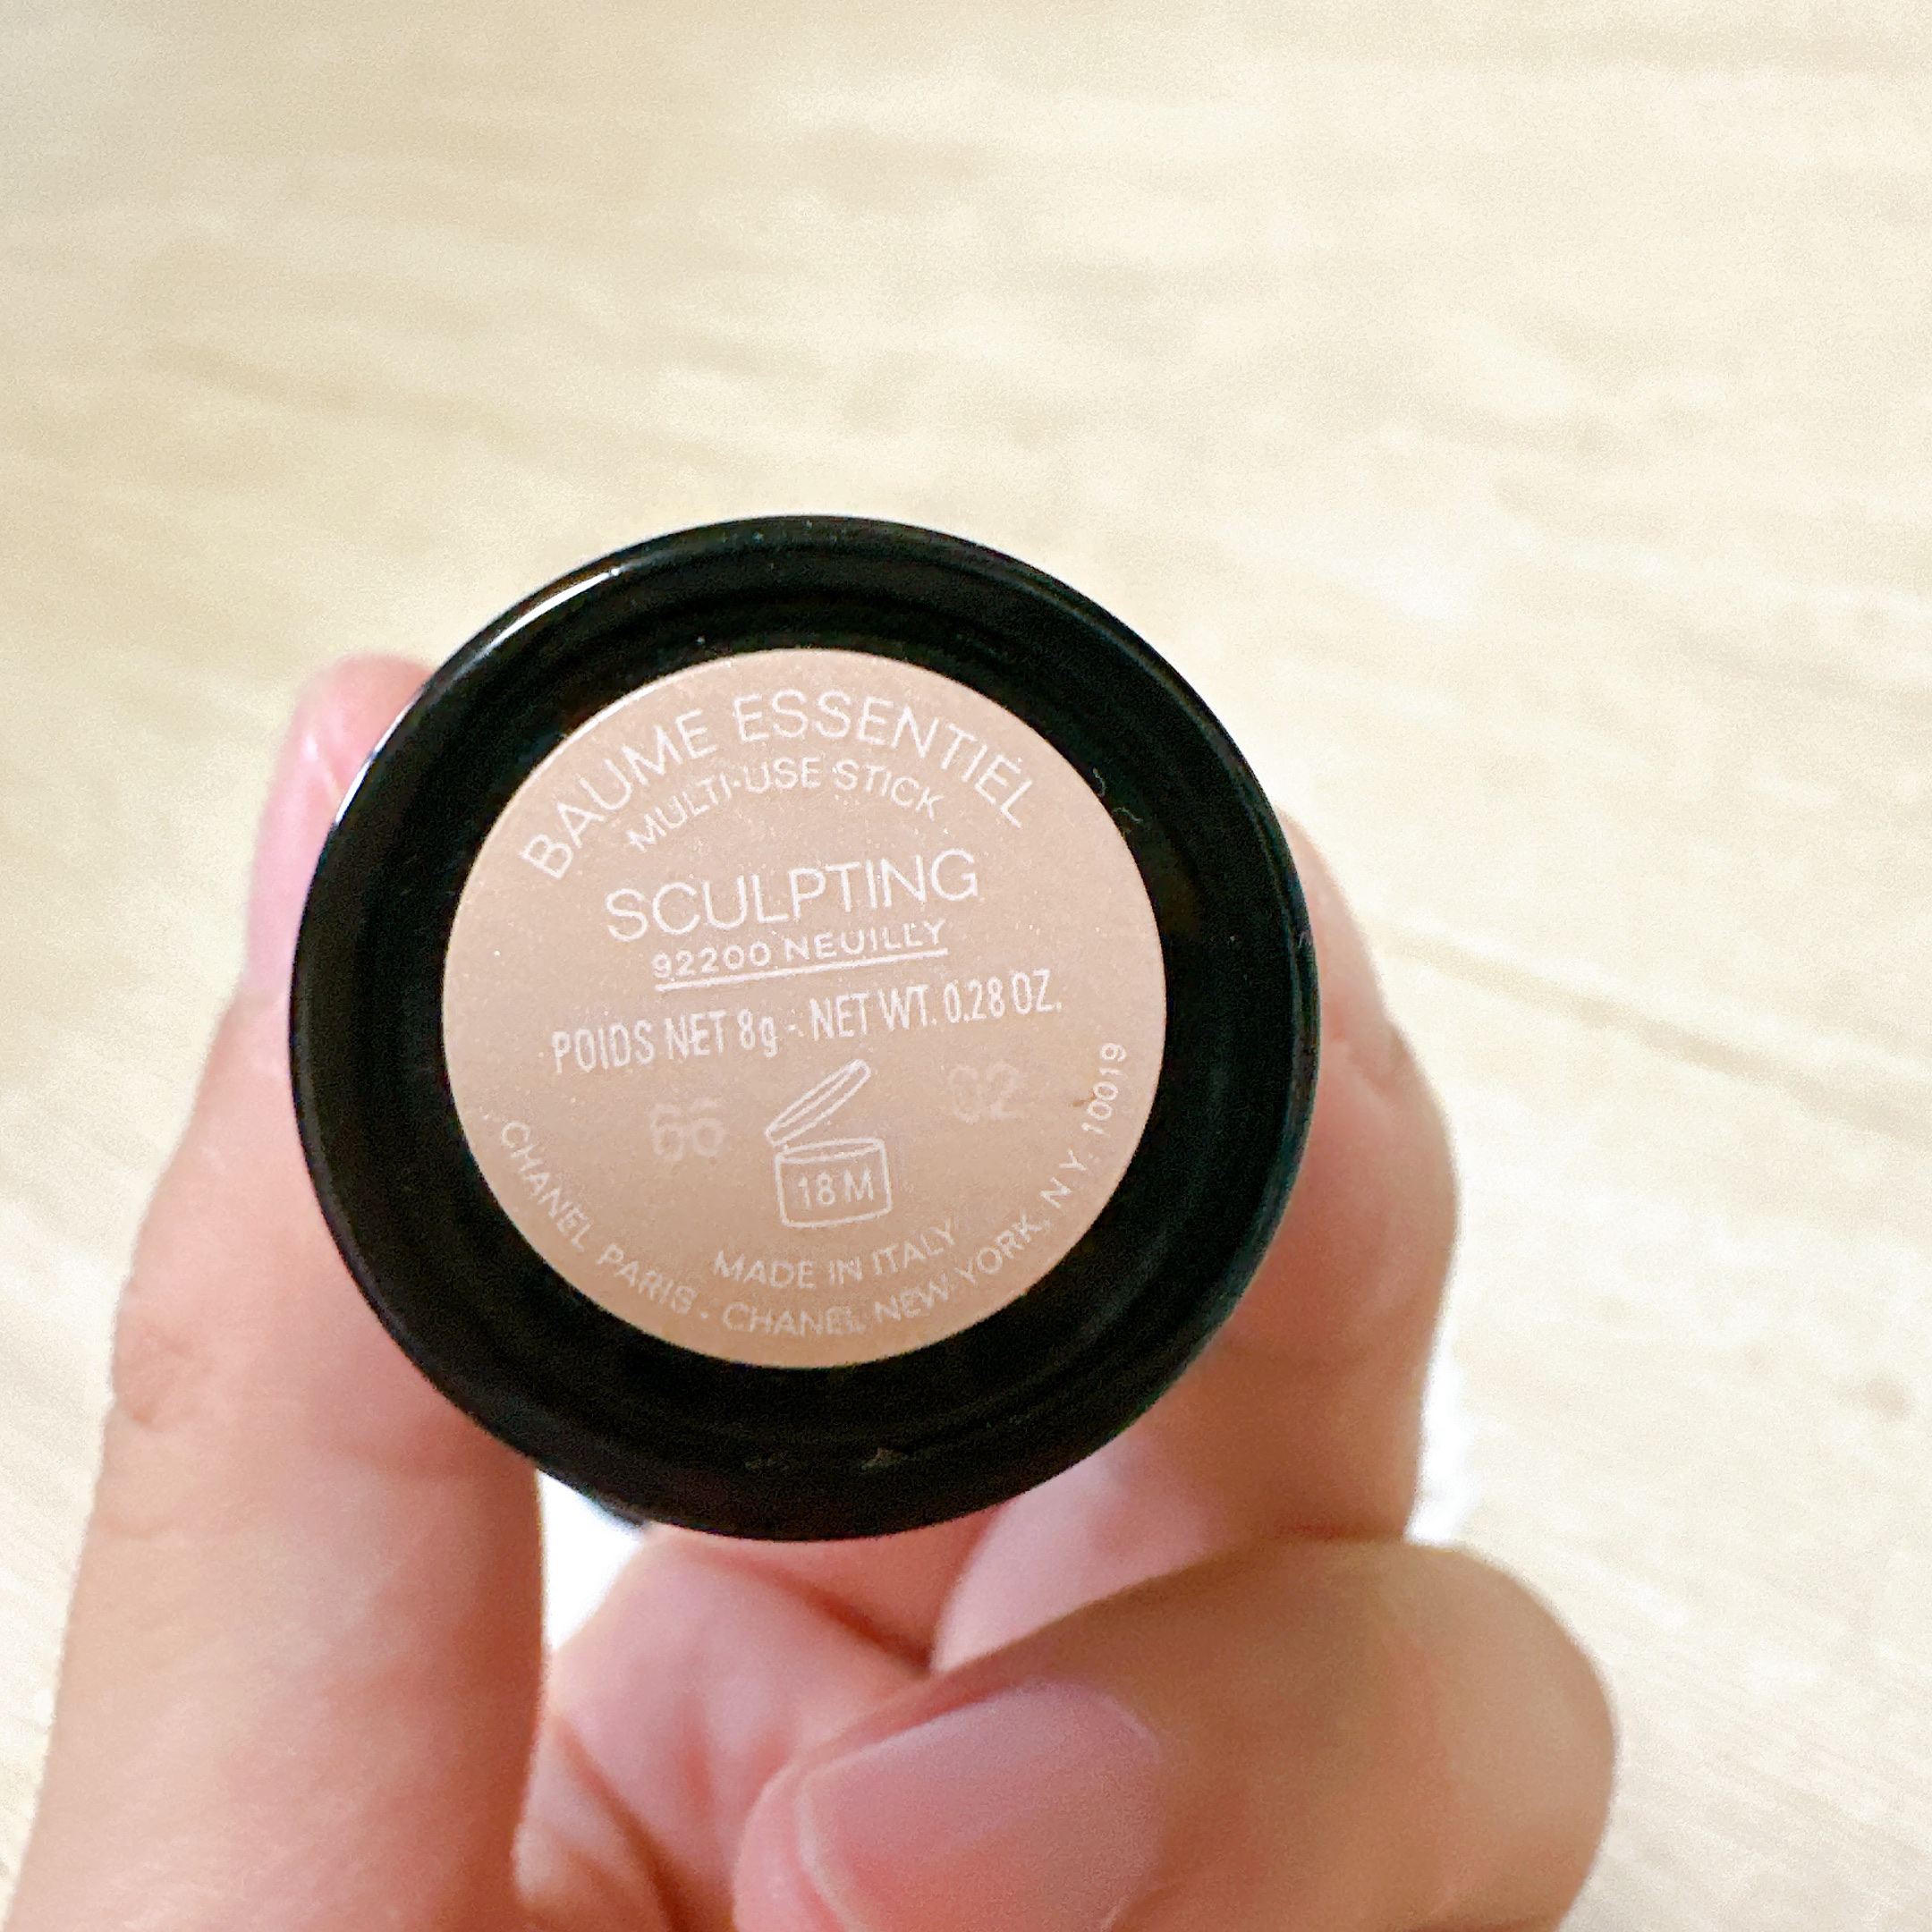 BAUME ESSENTIEL
MULTI-USE STICK
SCULPTING
92200 NEUILLY
POIDS NET 8g - NET WT. 0.28 OZ.
18 M
MADE IN ITALY
CHANEL PARIS - CHANEL NEW YORK, N.Y. 10019